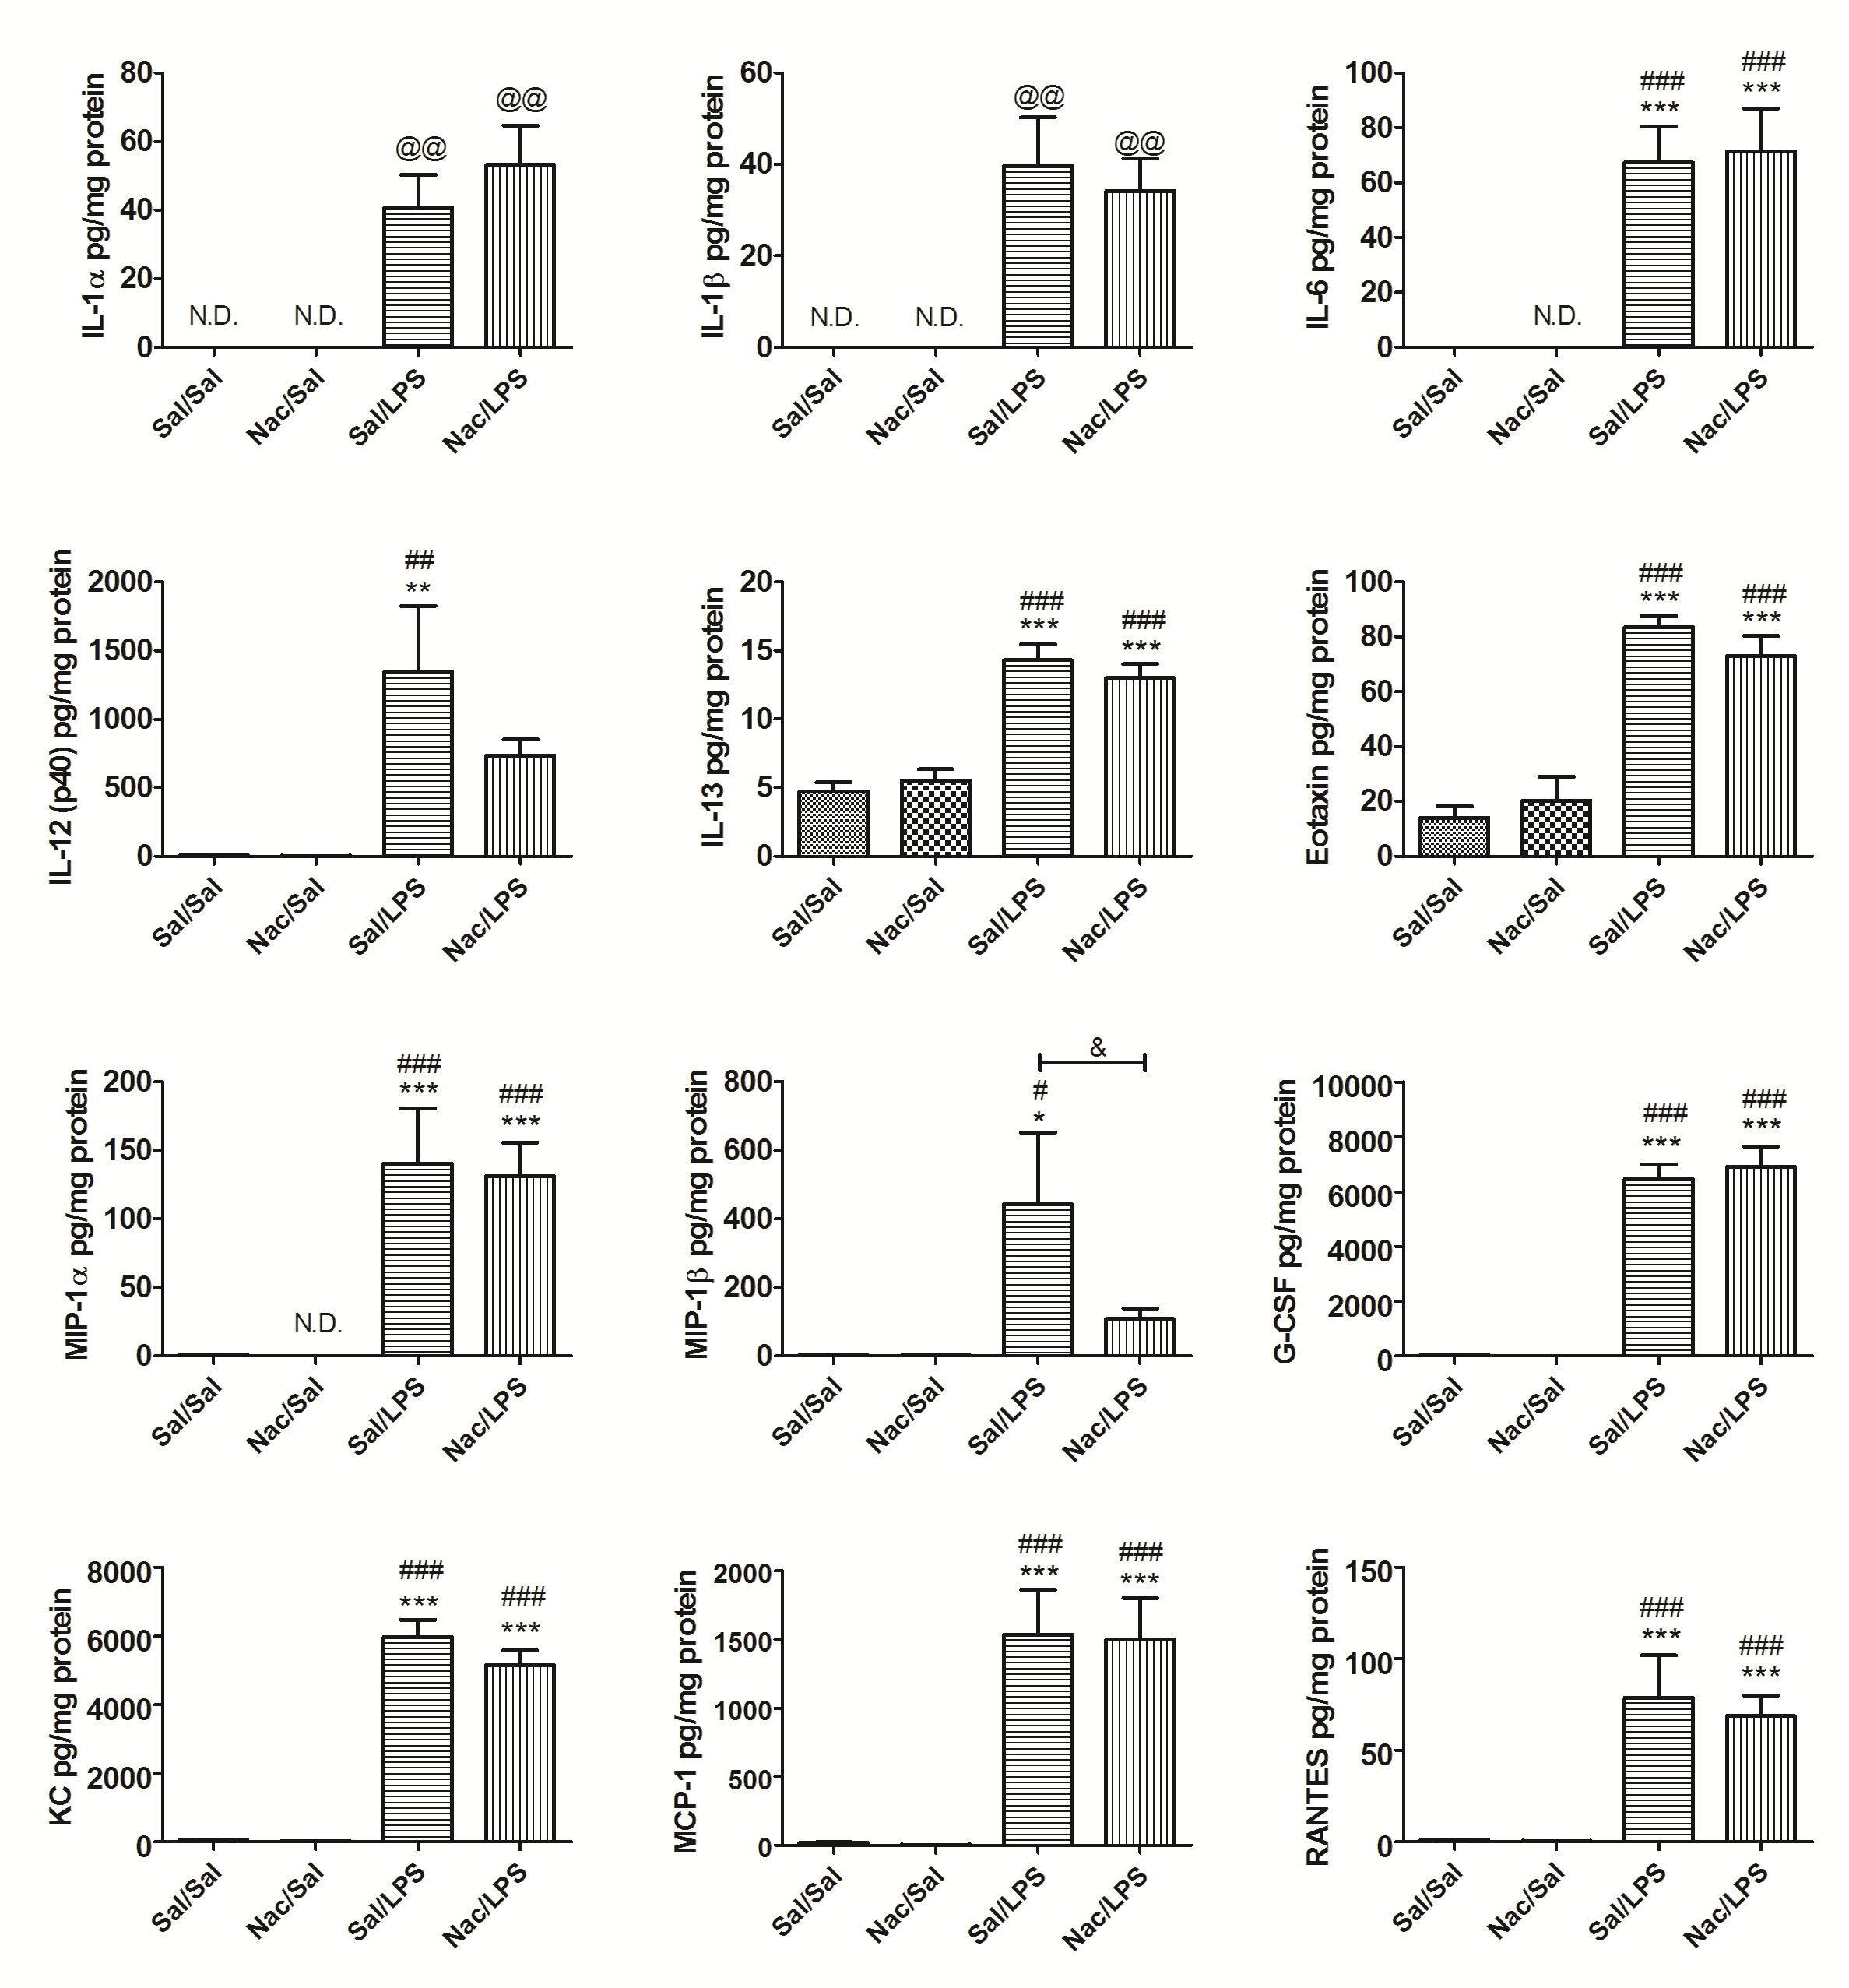 IL-1α pg/mg protein
80
60
40
20
0
@@
@@
N.D.
N.D.
Sal/Sal
Nac/Sal
Sal/LPS
Nac/LPS
IL-1β pg/mg protein
60
40
20
0
@@
@@
N.D.
N.D.
Sal/Sal
Nac/Sal
Sal/LPS
Nac/LPS
IL-6 pg/mg protein
100
80
60
40
20
0
###
***
###
***
N.D.
Sal/Sal
Nac/Sal
Sal/LPS
Nac/LPS
IL-12 (p40) pg/mg protein
2000
1500
1000
500
0
##
**
Sal/Sal
Nac/Sal
Sal/LPS
Nac/LPS
IL-13 pg/mg protein
20
15
10
5
0
###
***
###
***
Sal/Sal
Nac/Sal
Sal/LPS
Nac/LPS
Eotaxin pg/mg protein
100
80
60
40
20
0
###
***
###
***
Sal/Sal
Nac/Sal
Sal/LPS
Nac/LPS
MIP-1α pg/mg protein
200
150
100
50
0
###
***
###
***
N.D.
Sal/Sal
Nac/Sal
Sal/LPS
Nac/LPS
MIP-1β pg/mg protein
800
600
400
200
0
&
#
*
Sal/Sal
Nac/Sal
Sal/LPS
Nac/LPS
G-CSF pg/mg protein
10000
8000
6000
4000
2000
0
###
***
###
***
Sal/Sal
Nac/Sal
Sal/LPS
Nac/LPS
KC pg/mg protein
8000
6000
4000
2000
0
###
***
###
***
Sal/Sal
Nac/Sal
Sal/LPS
Nac/LPS
MCP-1 pg/mg protein
2000
1500
1000
500
0
###
***
###
***
Sal/Sal
Nac/Sal
Sal/LPS
Nac/LPS
RANTES pg/mg protein
150
100
50
0
###
***
###
***
Sal/Sal
Nac/Sal
Sal/LPS
Nac/LPS